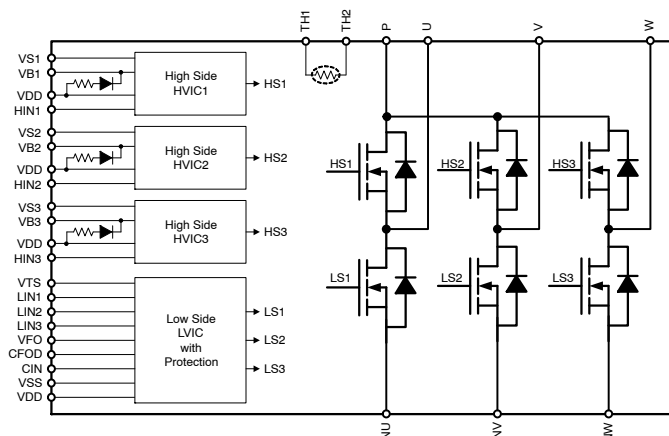 TH1
TH2
P
U
V
W
VS1
VB1
VDD
HIN1
High Side
HVIC1
HS1
VS2
VB2
VDD
HIN2
High Side
HVIC2
HS2
VS3
VB3
VDD
HIN3
High Side
HVIC3
HS3
VTS
LIN1
LIN2
LIN3
VFO
CFOD
CIN
VSS
VDD
Low Side
LVIC
with
Protection
LS1
LS2
LS3
HS1
HS2
HS3
LS1
LS2
LS3
NU
NV
NW